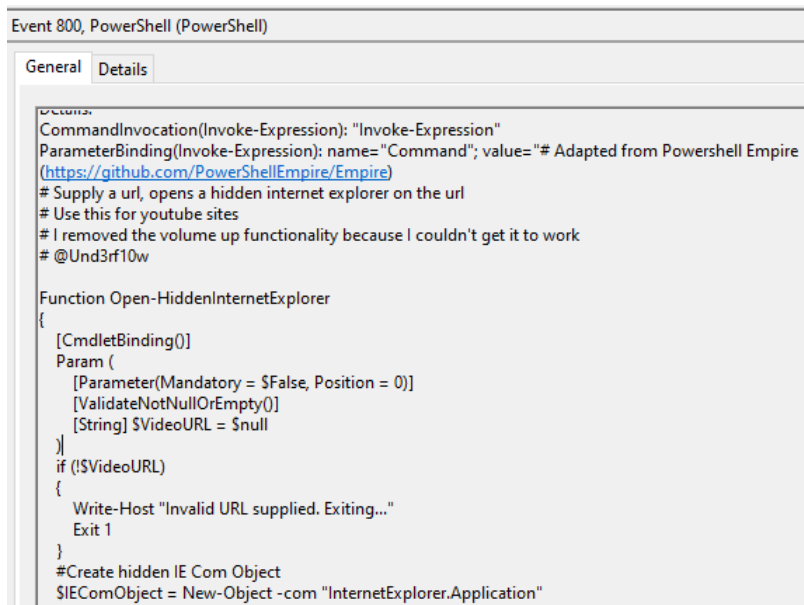 Event 800, PowerShell (PowerShell)
General Details
Details:
CommandInvocation(Invoke-Expression): "Invoke-Expression"
ParameterBinding(Invoke-Expression): name="Command"; value="# Adapted from Powershell Empire
(https://github.com/PowerShellEmpire/Empire)
# Supply a url, opens a hidden internet explorer on the url
# Use this for youtube sites
# I removed the volume up functionality because I couldn't get it to work
# @Und3rf10w
Function Open-HiddenInternetExplorer
{
[CmdletBinding()]
Param (
[Parameter(Mandatory = $False, Position = 0)]
[ValidateNotNullOrEmpty()]
[String] $VideoURL = $null
)
if (!$VideoURL)
{
Write-Host "Invalid URL supplied. Exiting..."
Exit 1
}
#Create hidden IE Com Object
$IEComObject = New-Object -com "InternetExplorer.Application"